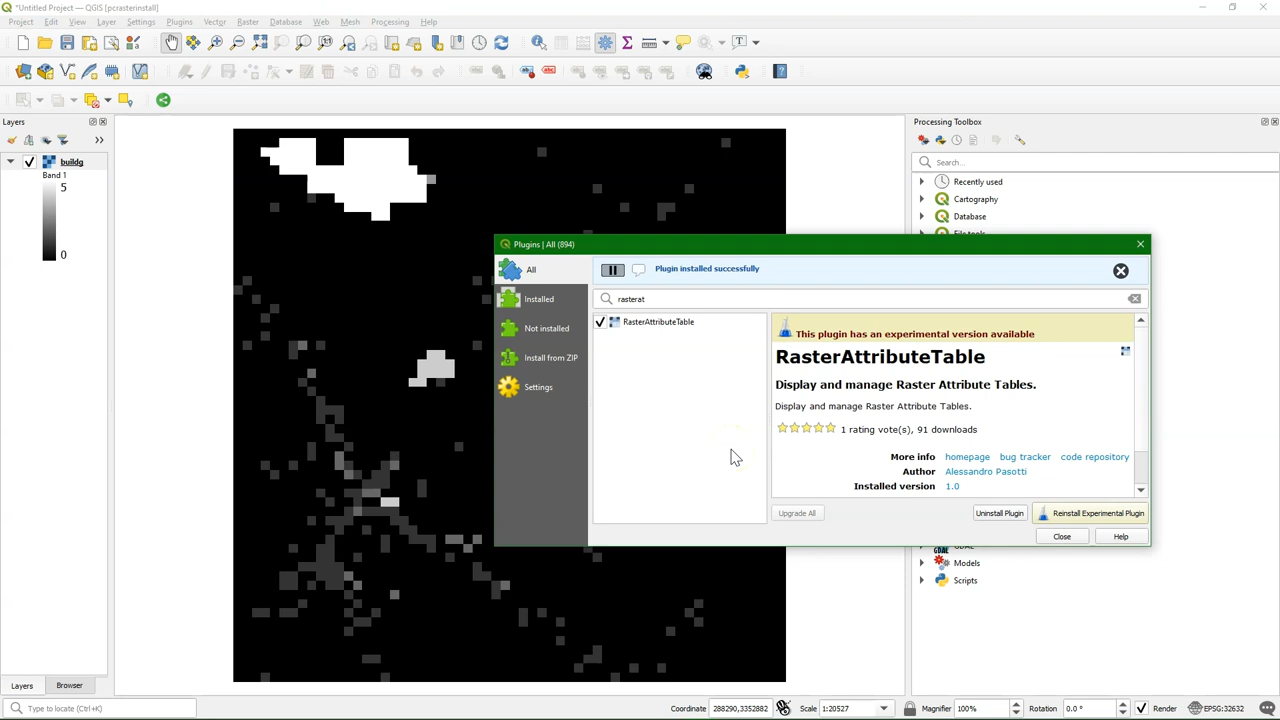 *Untitled Project — QGIS [pcrasterinstall]
Project Edit View Layer Settings Plugins Vector Raster Database Web Mesh Processing Help
Layers
buildg
Band 1
5
0
Processing Toolbox
Search...
Recently used
Cartography
Database
File tools
Plugins | All (894)
All
Installed
Not installed
Install from ZIP
Settings
Plugin installed successfully
rasterat
RasterAttributeTable
This plugin has an experimental version available
RasterAttributeTable
Display and manage Raster Attribute Tables.
Display and manage Raster Attribute Tables.
1 rating vote(s), 91 downloads
More info homepage bug tracker code repository
Author Alessandro Pasotti
Installed version 1.0
Upgrade All Uninstall Plugin Reinstall Experimental Plugin
Close Help
GDAL
Models
Scripts
Layers Browser
Type to locate (Ctrl+K) Coordinate 288290,3352882 Scale 1:20527 Magnifier 100% Rotation 0.0 ° Render EPSG:32632